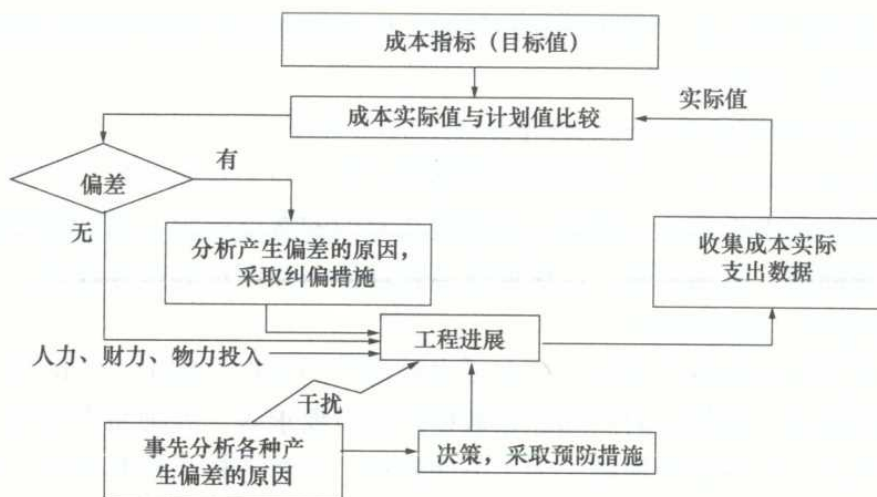 成本指标（目标值）
成本实际值与计划值比较
实际值
偏差
有
无
分析产生偏差的原因，
采取纠偏措施
收集成本实际
支出数据
工程进展
人力、财力、物力投入
干扰
事先分析各种产
生偏差的原因
决策，采取预防措施